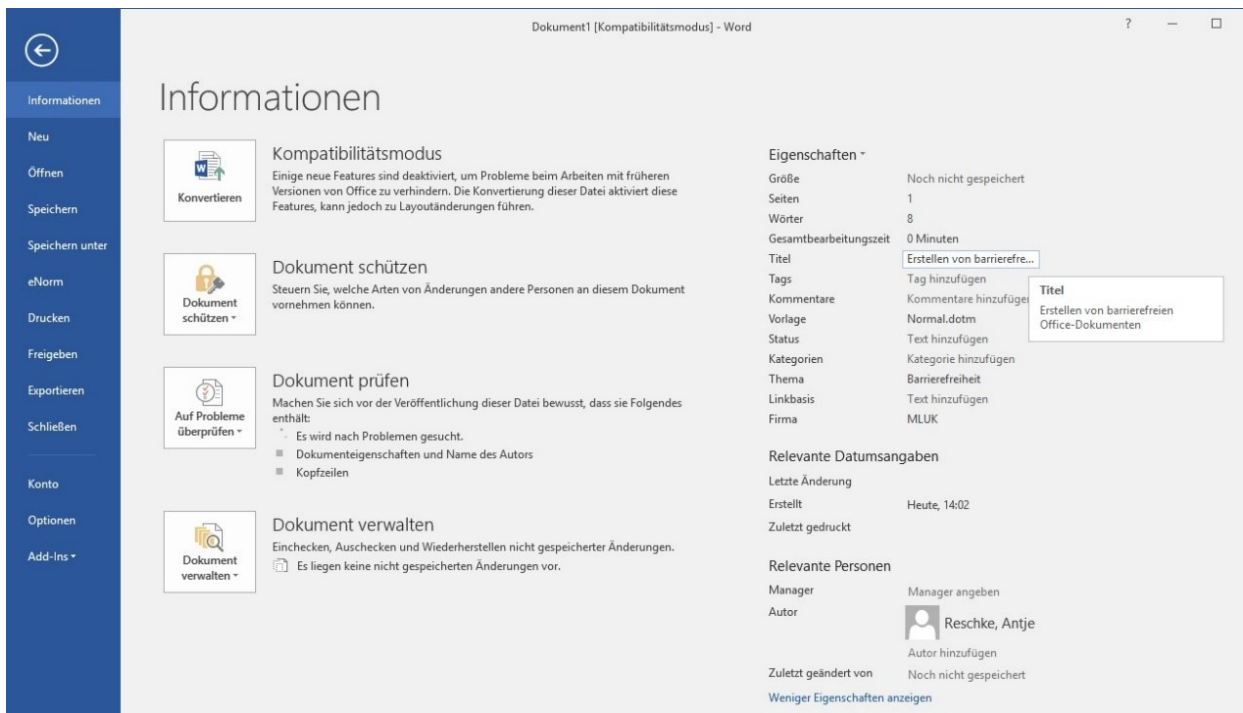 Dokument1 [Kompatibilitätsmodus] - Word
?
Informationen
Neu
Öffnen
Speichern
Speichern unter
eNorm
Drucken
Freigeben
Exportieren
Schließen
Konto
Optionen
Add-Ins
Informationen
Konvertieren
Kompatibilitätsmodus
Einige neue Features sind deaktiviert, um Probleme beim Arbeiten mit früheren
Versionen von Office zu verhindern. Die Konvertierung dieser Datei aktiviert diese
Features, kann jedoch zu Layoutänderungen führen.
Dokument
schützen
Dokument schützen
Steuern Sie, welche Arten von Änderungen andere Personen an diesem Dokument
vornehmen können.
Auf Probleme
überprüfen
Dokument prüfen
Machen Sie sich vor der Veröffentlichung dieser Datei bewusst, dass sie Folgendes
enthält:
Es wird nach Problemen gesucht.
Dokumenteigenschaften und Name des Autors
Kopfzeilen
Dokument
verwalten
Dokument verwalten
Einchecken, Auschecken und Wiederherstellen nicht gespeicherter Änderungen.
Es liegen keine nicht gespeicherten Änderungen vor.
Eigenschaften
Größe Noch nicht gespeichert
Seiten 1
Wörter 8
Gesamtbearbeitungszeit 0 Minuten
Titel Erstellen von barrierefre...
Tags Tag hinzufügen
Kommentare Kommentare hinzufügen
Vorlage Normal.dotm
Status Text hinzufügen
Kategorien Kategorie hinzufügen
Thema Barrierefreiheit
Linkbasis Text hinzufügen
Firma MLUK
Titel
Erstellen von barrierefreien
Office-Dokumenten
Relevante Datumsangaben
Letzte Änderung
Erstellt Heute, 14:02
Zuletzt gedruckt
Relevante Personen
Manager Manager angeben
Autor Reschke, Antje
Autor hinzufügen
Zuletzt geändert von Noch nicht gespeichert
Weniger Eigenschaften anzeigen